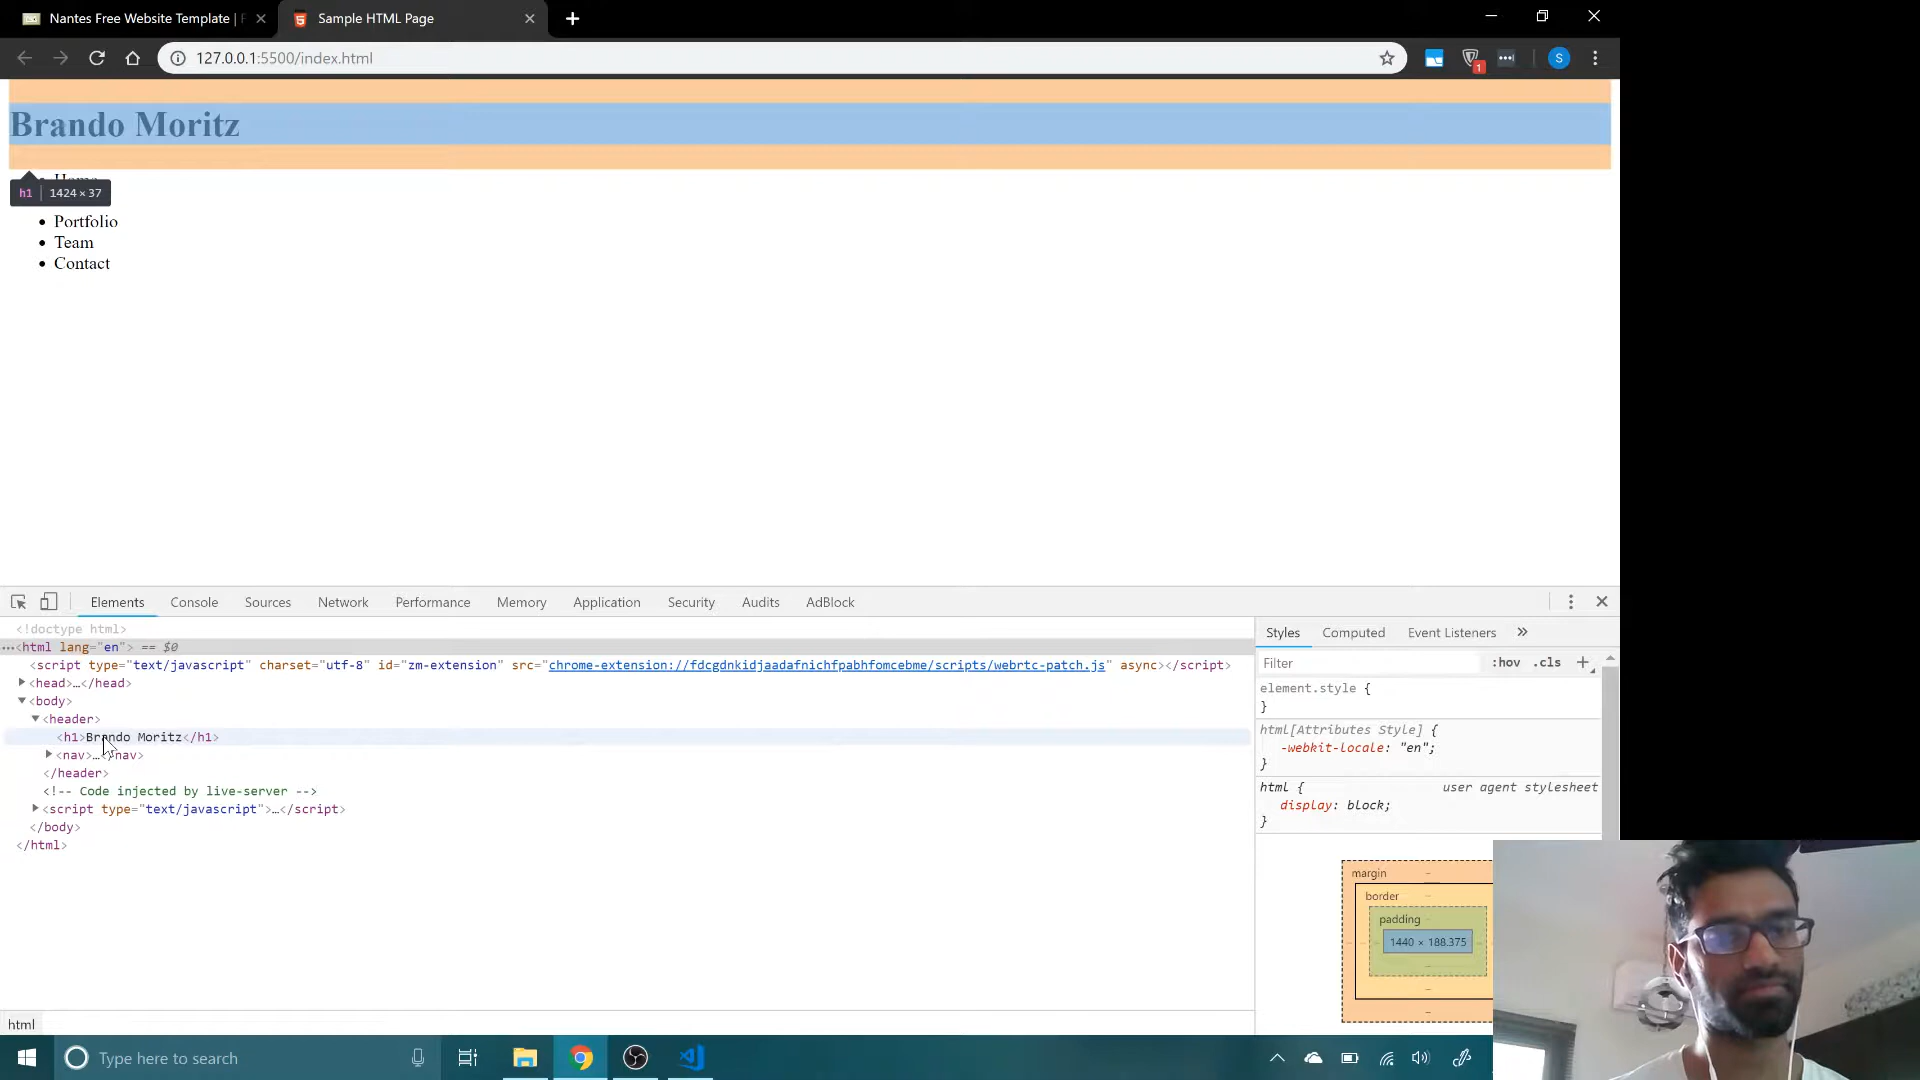 Nantes Free Website Template |
Sample HTML Page
127.0.0.1:5500/index.html
1
S
Brando Moritz
h1 1424 × 37
Portfolio
Team
Contact
Elements Console Sources Network Performance Memory Application Security Audits AdBlock
<!doctype html>
…<html lang="en"> == $0
<script type="text/javascript" charset="utf-8" id="zm-extension" src="chrome-extension://fdcgdnkidjaadafnichfpabhfomcebme/scripts/webrtc-patch.js" async></script>
<head>…</head>
<body>
<header>
<h1>Brando Moritz</h1>
<nav>…</nav>
</header>
<!-- Code injected by live-server -->
<script type="text/javascript">…</script>
</body>
</html>
html
Styles Computed Event Listeners »
Filter :hov .cls +
element.style {
}
html[Attributes Style] {
-webkit-locale: "en";
}
html { user agent stylesheet
display: block;
}
margin –
border –
padding –
1440 × 188.375
–
–
–
Type here to search